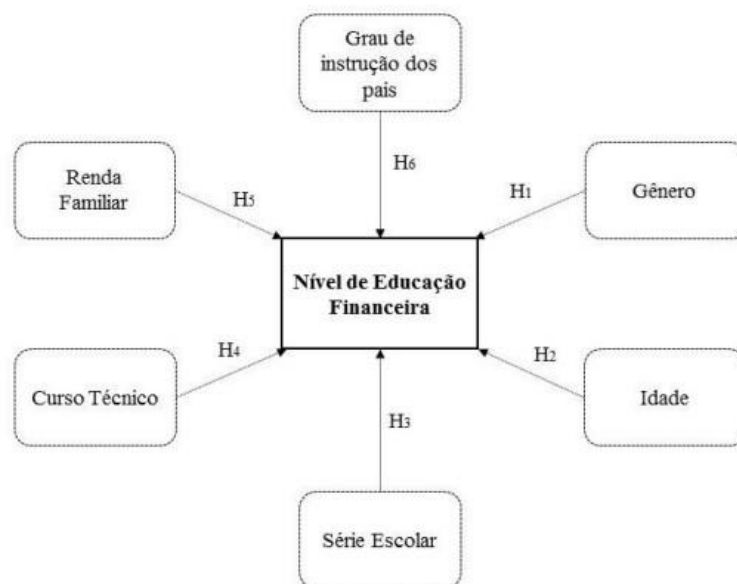 Grau de
instrução dos
pais
Renda
Familiar
H5
H6
H1
Gênero
Nível de Educação
Financeira
Curso Técnico
H4
H3
H2
Idade
Série Escolar